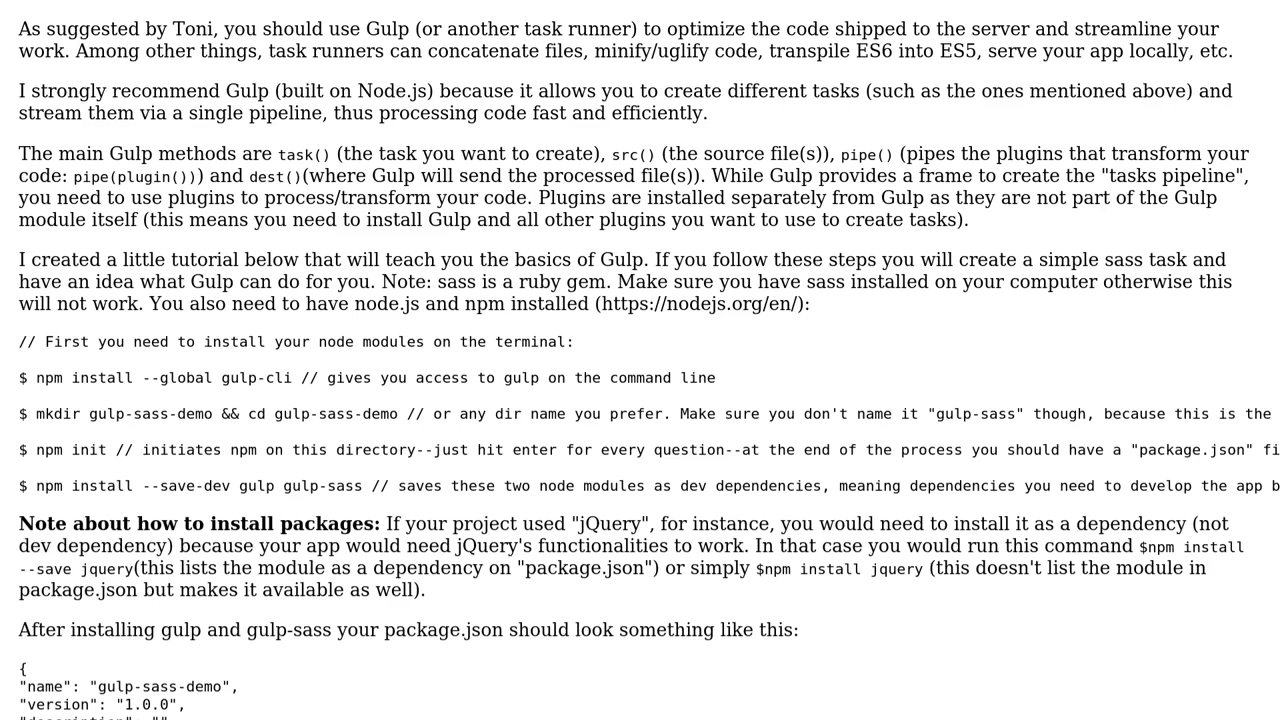 As suggested by Toni, you should use Gulp (or another task runner) to optimize the code shipped to the server and streamline your
work. Among other things, task runners can concatenate files, minify/uglify code, transpile ES6 into ES5, serve your app locally, etc.
I strongly recommend Gulp (built on Node.js) because it allows you to create different tasks (such as the ones mentioned above) and
stream them via a single pipeline, thus processing code fast and efficiently.
The main Gulp methods are task() (the task you want to create), src() (the source file(s)), pipe() (pipes the plugins that transform your
code: pipe(plugin())) and dest()(where Gulp will send the processed file(s)). While Gulp provides a frame to create the "tasks pipeline",
you need to use plugins to process/transform your code. Plugins are installed separately from Gulp as they are not part of the Gulp
module itself (this means you need to install Gulp and all other plugins you want to use to create tasks).
I created a little tutorial below that will teach you the basics of Gulp. If you follow these steps you will create a simple sass task and
have an idea what Gulp can do for you. Note: sass is a ruby gem. Make sure you have sass installed on your computer otherwise this
will not work. You also need to have node.js and npm installed (https://nodejs.org/en/):
// First you need to install your node modules on the terminal:
$ npm install --global gulp-cli // gives you access to gulp on the command line
$ mkdir gulp-sass-demo && cd gulp-sass-demo // or any dir name you prefer. Make sure you don't name it "gulp-sass" though, because this is the
$ npm init // initiates npm on this directory--just hit enter for every question--at the end of the process you should have a "package.json" fi
$ npm install --save-dev gulp gulp-sass // saves these two node modules as dev dependencies, meaning dependencies you need to develop the app b
Note about how to install packages: If your project used "jQuery", for instance, you would need to install it as a dependency (not
dev dependency) because your app would need jQuery's functionalities to work. In that case you would run this command $npm install
--save jquery(this lists the module as a dependency on "package.json") or simply $npm install jquery (this doesn't list the module in
package.json but makes it available as well).
After installing gulp and gulp-sass your package.json should look something like this:
{
"name": "gulp-sass-demo",
"version": "1.0.0",